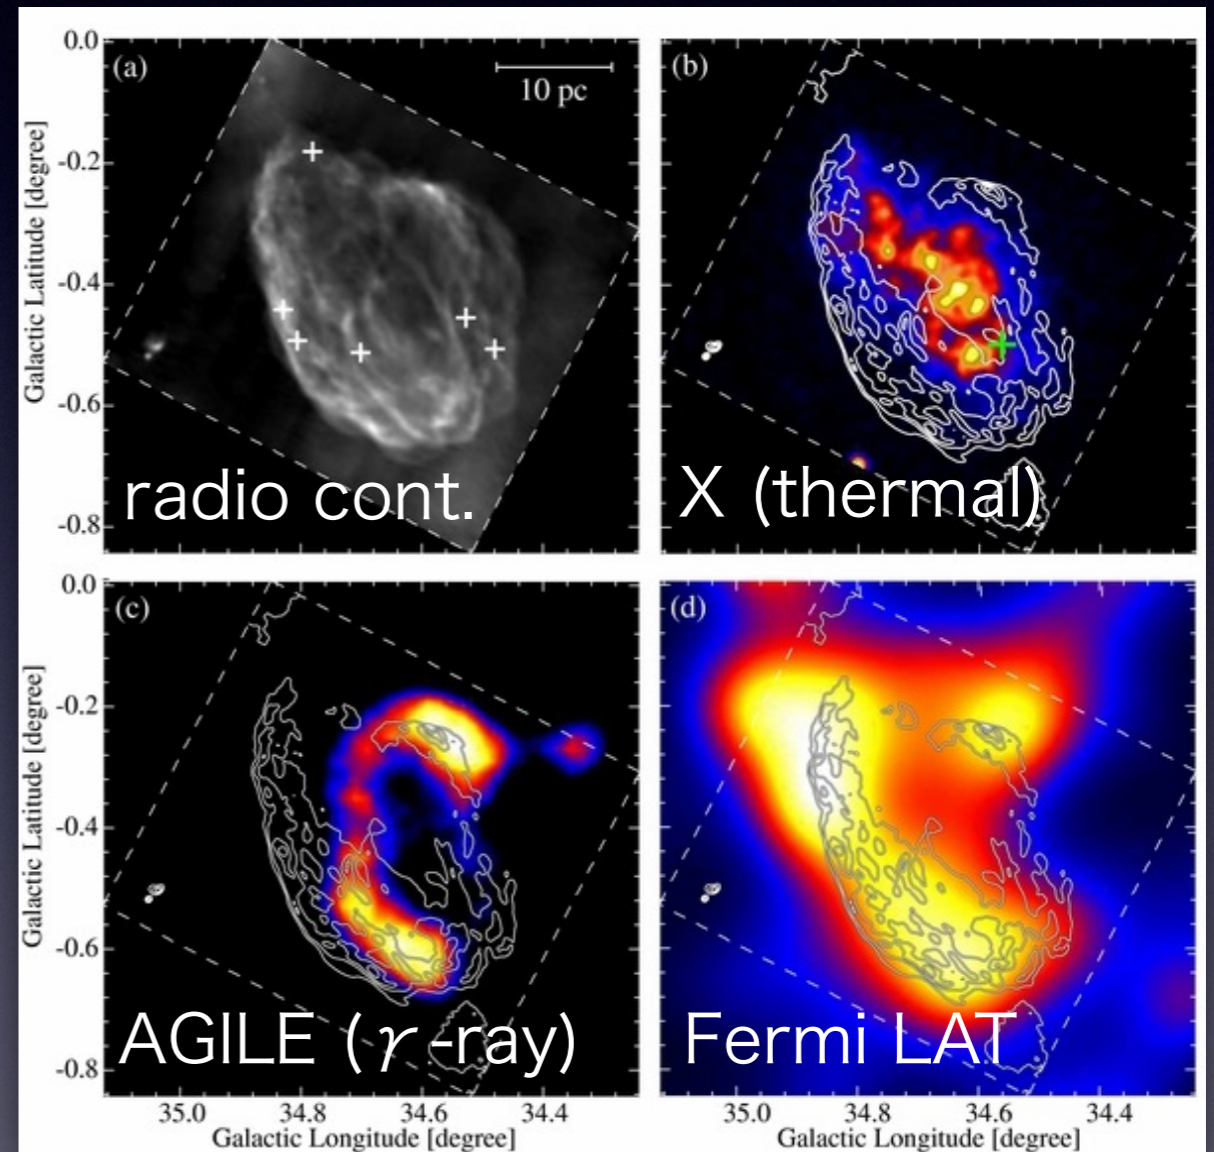 (a)
10 pc
0.0
-0.2
-0.4
-0.6
-0.8
Galactic Latitude [degree]
radio cont.
(b)
X (thermal)
(c)
0.0
-0.2
-0.4
-0.6
-0.8
Galactic Latitude [degree]
AGILE (γ-ray)
35.0 34.8 34.6 34.4
Galactic Longitude [degree]
(d)
Fermi LAT
35.0 34.8 34.6 34.4
Galactic Longitude [degree]